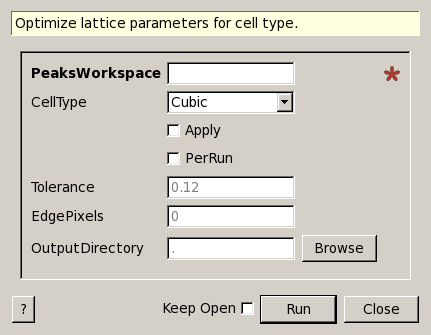 Optimize lattice parameters for cell type.
PeaksWorkspace
*
CellType Cubic
Apply
PerRun
Tolerance 0.12
EdgePixels 0
OutputDirectory . Browse
? Keep Open Run Close